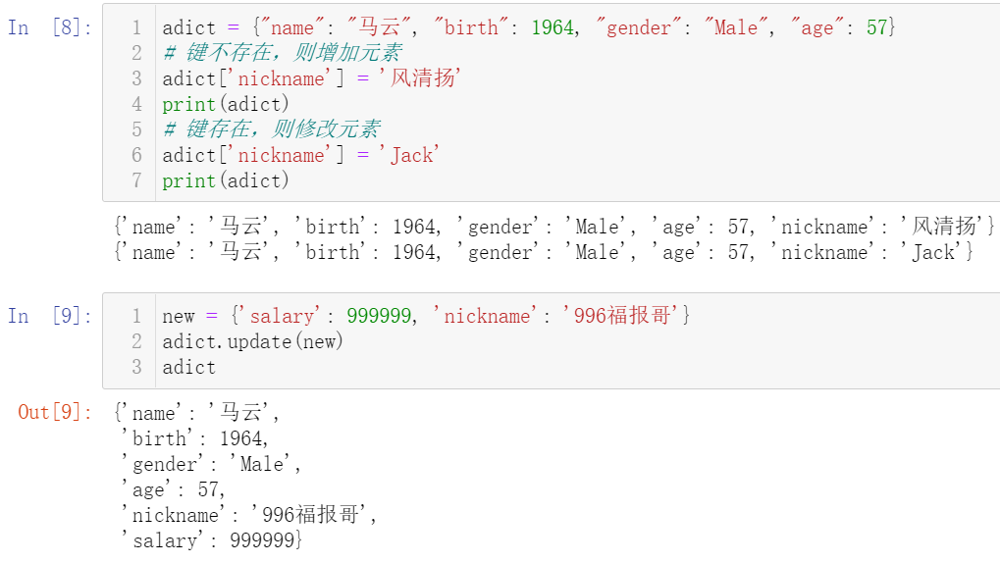 In [8]:
1 adict = {"name": "马云", "birth": 1964, "gender": "Male", "age": 57}
2 # 键不存在，则增加元素
3 adict['nickname'] = '风清扬'
4 print(adict)
5 # 键存在，则修改元素
6 adict['nickname'] = 'Jack'
7 print(adict)
{'name': '马云', 'birth': 1964, 'gender': 'Male', 'age': 57, 'nickname': '风清扬'}
{'name': '马云', 'birth': 1964, 'gender': 'Male', 'age': 57, 'nickname': 'Jack'}
In [9]:
1 new = {'salary': 999999, 'nickname': '996福报哥'}
2 adict.update(new)
3 adict
Out[9]:
{'name': '马云',
'birth': 1964,
'gender': 'Male',
'age': 57,
'nickname': '996福报哥',
'salary': 999999}